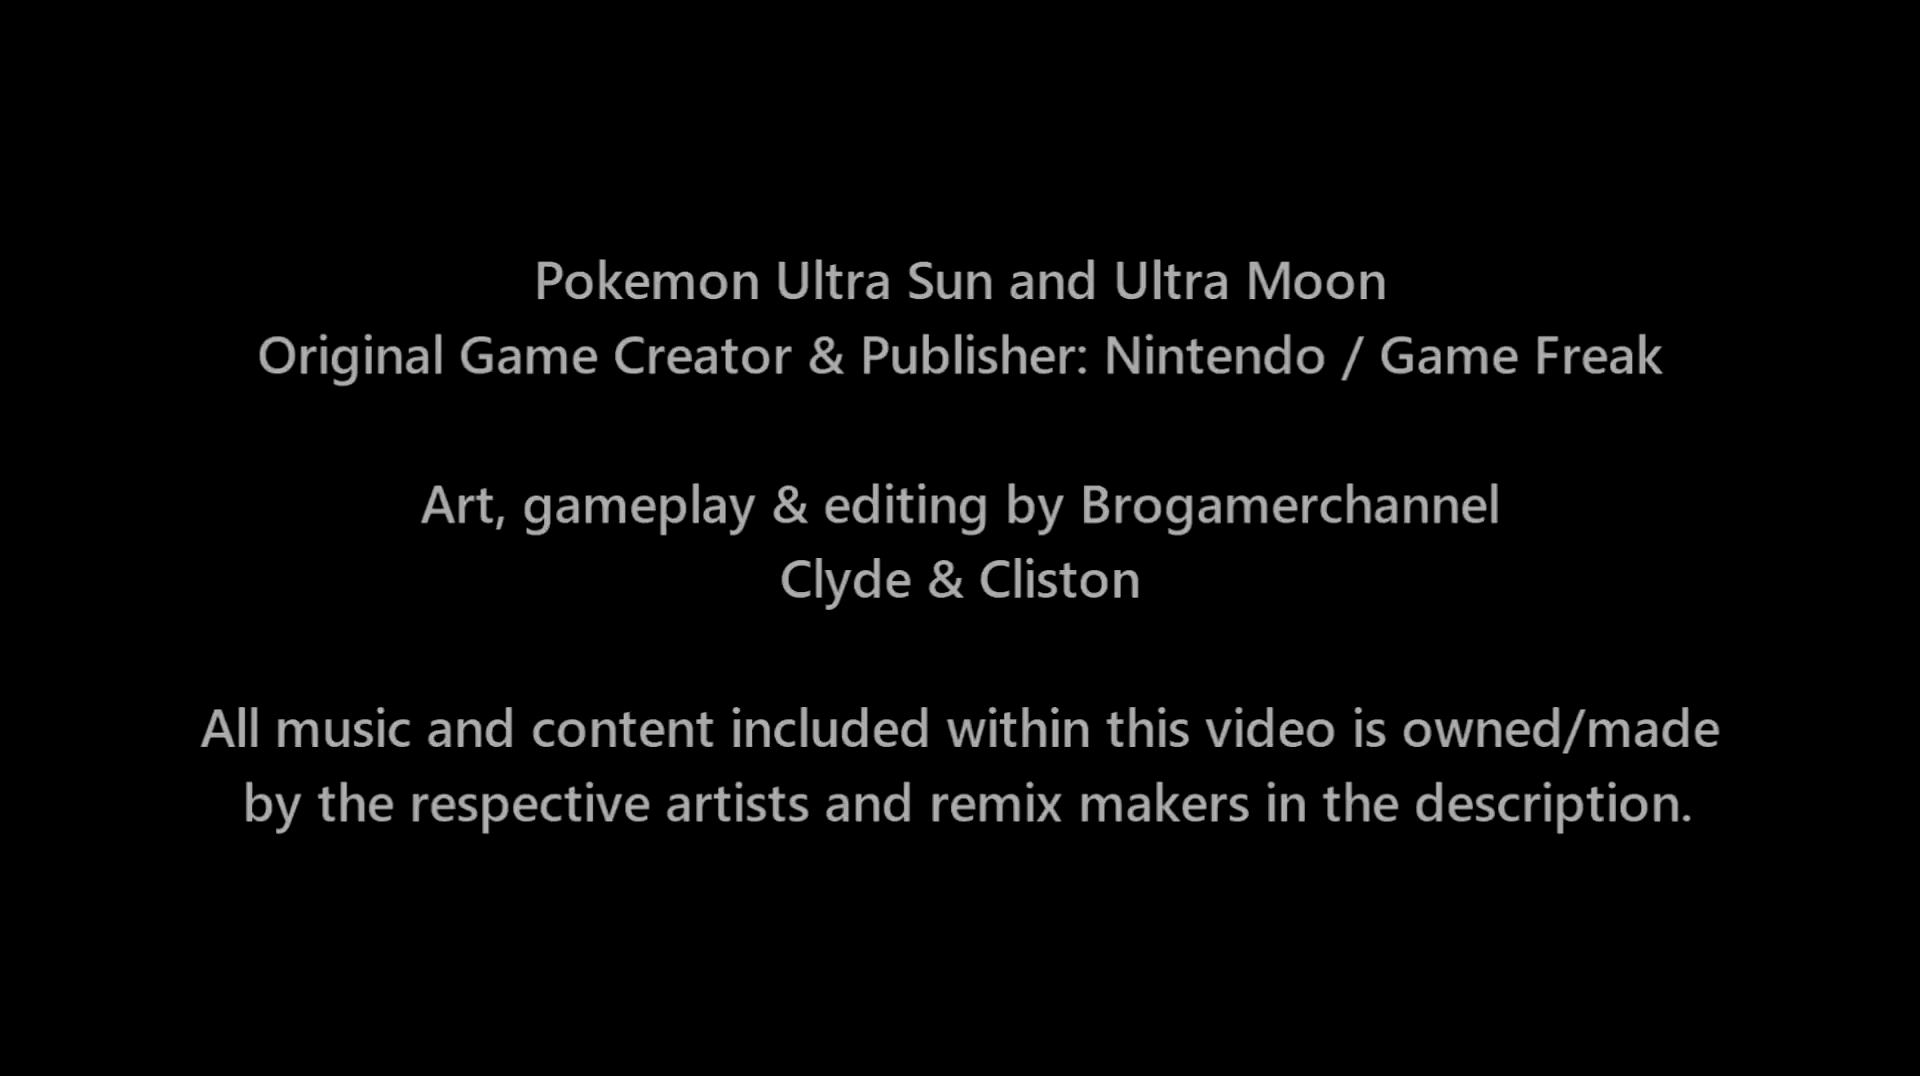 Pokemon Ultra Sun and Ultra Moon
Original Game Creator & Publisher: Nintendo / Game Freak
Art, gameplay & editing by Brogamerchannel
Clyde & Cliston
All music and content included within this video is owned/made
by the respective artists and remix makers in the description.